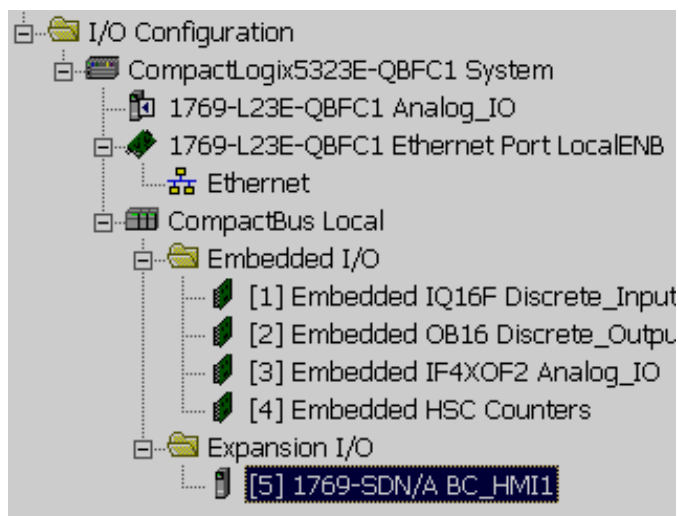 I/O Configuration
CompactLogix5323E-QBFC1 System
1769-L23E-QBFC1 Analog_IO
1769-L23E-QBFC1 Ethernet Port LocalENB
Ethernet
CompactBus Local
Embedded I/O
[1] Embedded IQ16F Discrete_Input
[2] Embedded OB16 Discrete_Outpu
[3] Embedded IF4XOF2 Analog_IO
[4] Embedded HSC Counters
Expansion I/O
[5] 1769-SDN/A BC_HMI1